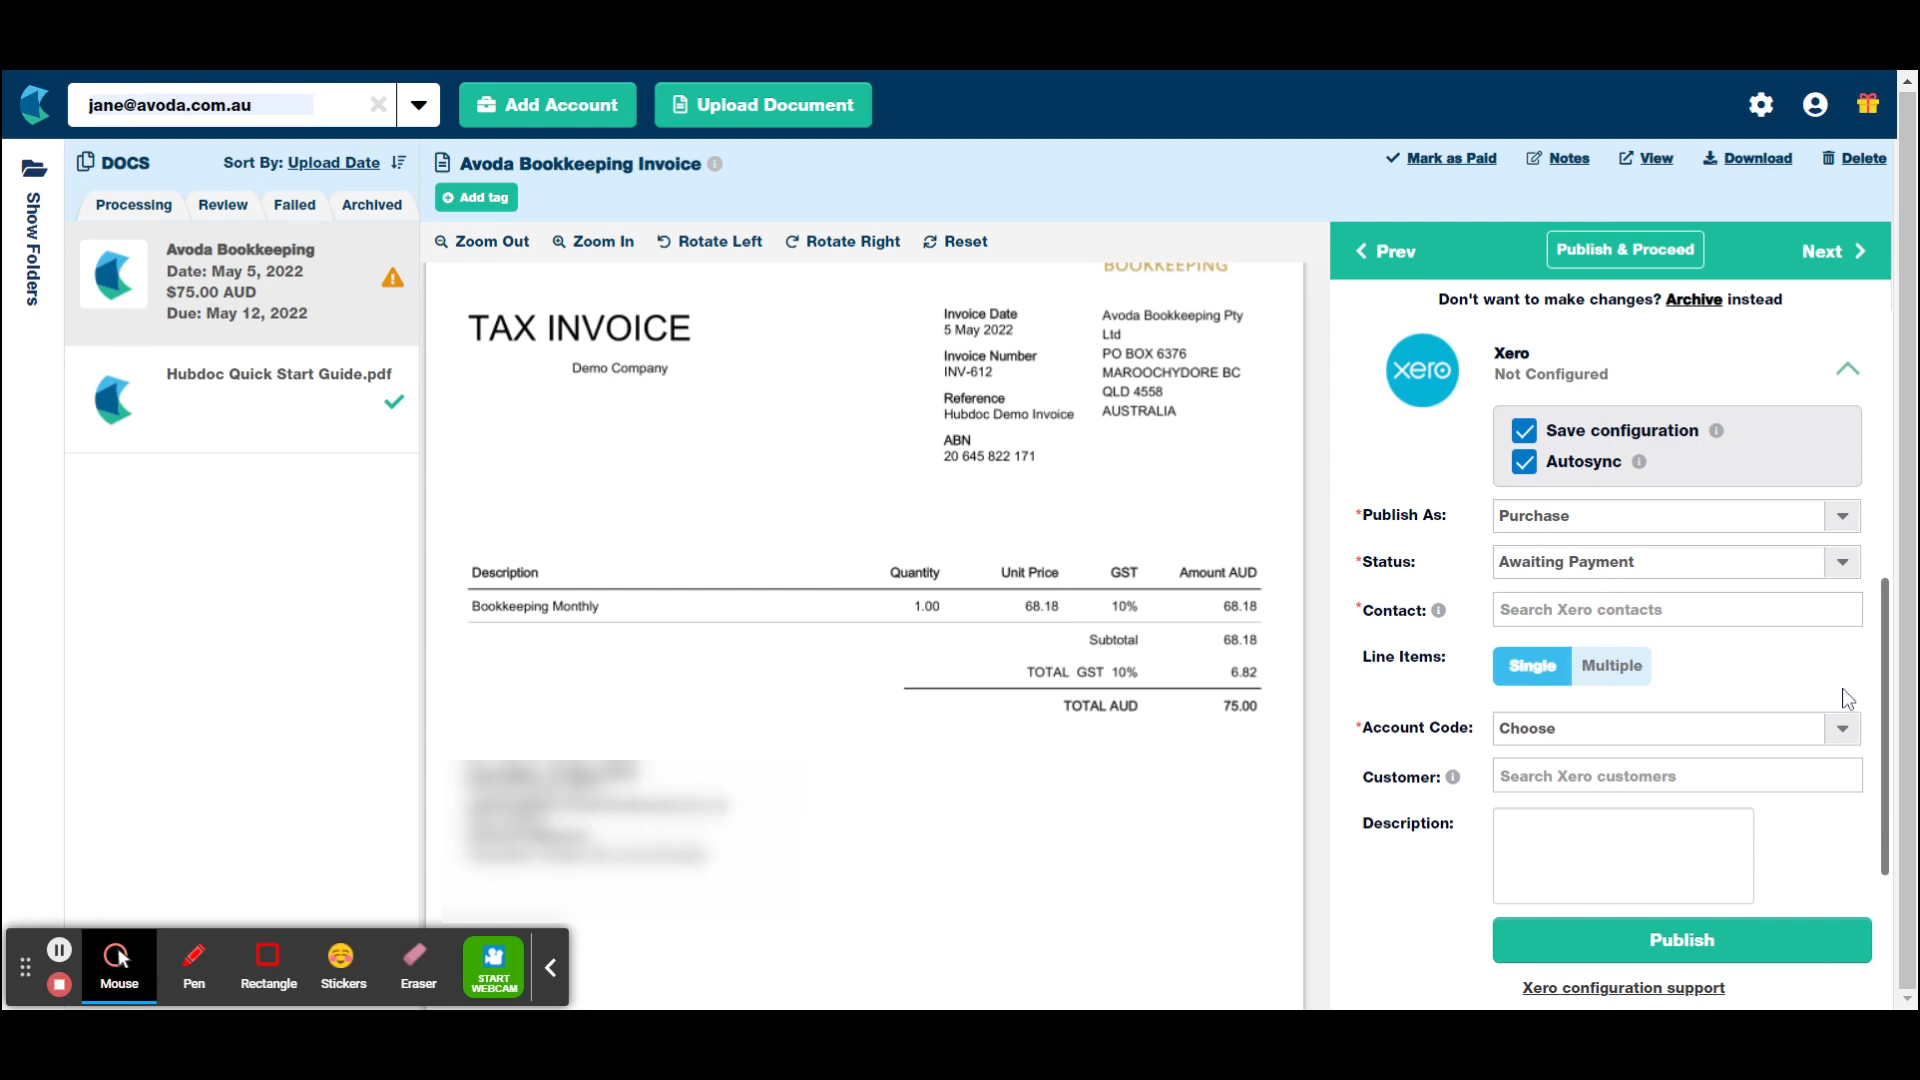 jane@avoda.com.au
Add Account
Upload Document
Show Folders
DOCS
Sort By: Upload Date
Processing
Review
Failed
Archived
Avoda Bookkeeping
Date: May 5, 2022
$75.00 AUD
Due: May 12, 2022
Hubdoc Quick Start Guide.pdf
Avoda Bookkeeping Invoice
Add tag
Mark as Paid
Notes
View
Download
Delete
Zoom Out
Zoom In
Rotate Left
Rotate Right
Reset
BOOKKEEPING
TAX INVOICE
Demo Company
Invoice Date
5 May 2022
Invoice Number
INV-612
Reference
Hubdoc Demo Invoice
ABN
20 645 822 171
Avoda Bookkeeping Pty
Ltd
PO BOX 6376
MAROOCHYDORE BC
QLD 4558
AUSTRALIA
Description Quantity Unit Price GST Amount AUD
Bookkeeping Monthly 1.00 68.18 10% 68.18
Subtotal 68.18
TOTAL GST 10% 6.82
TOTAL AUD 75.00
Prev
Publish & Proceed
Next
Don't want to make changes? Archive instead
xero
Xero
Not Configured
Save configuration
Autosync
*Publish As: Purchase
*Status: Awaiting Payment
*Contact: Search Xero contacts
Line Items: Single Multiple
*Account Code: Choose
Customer: Search Xero customers
Description:
Publish
Xero configuration support
Mouse
Pen
Rectangle
Stickers
Eraser
START
WEBCAM